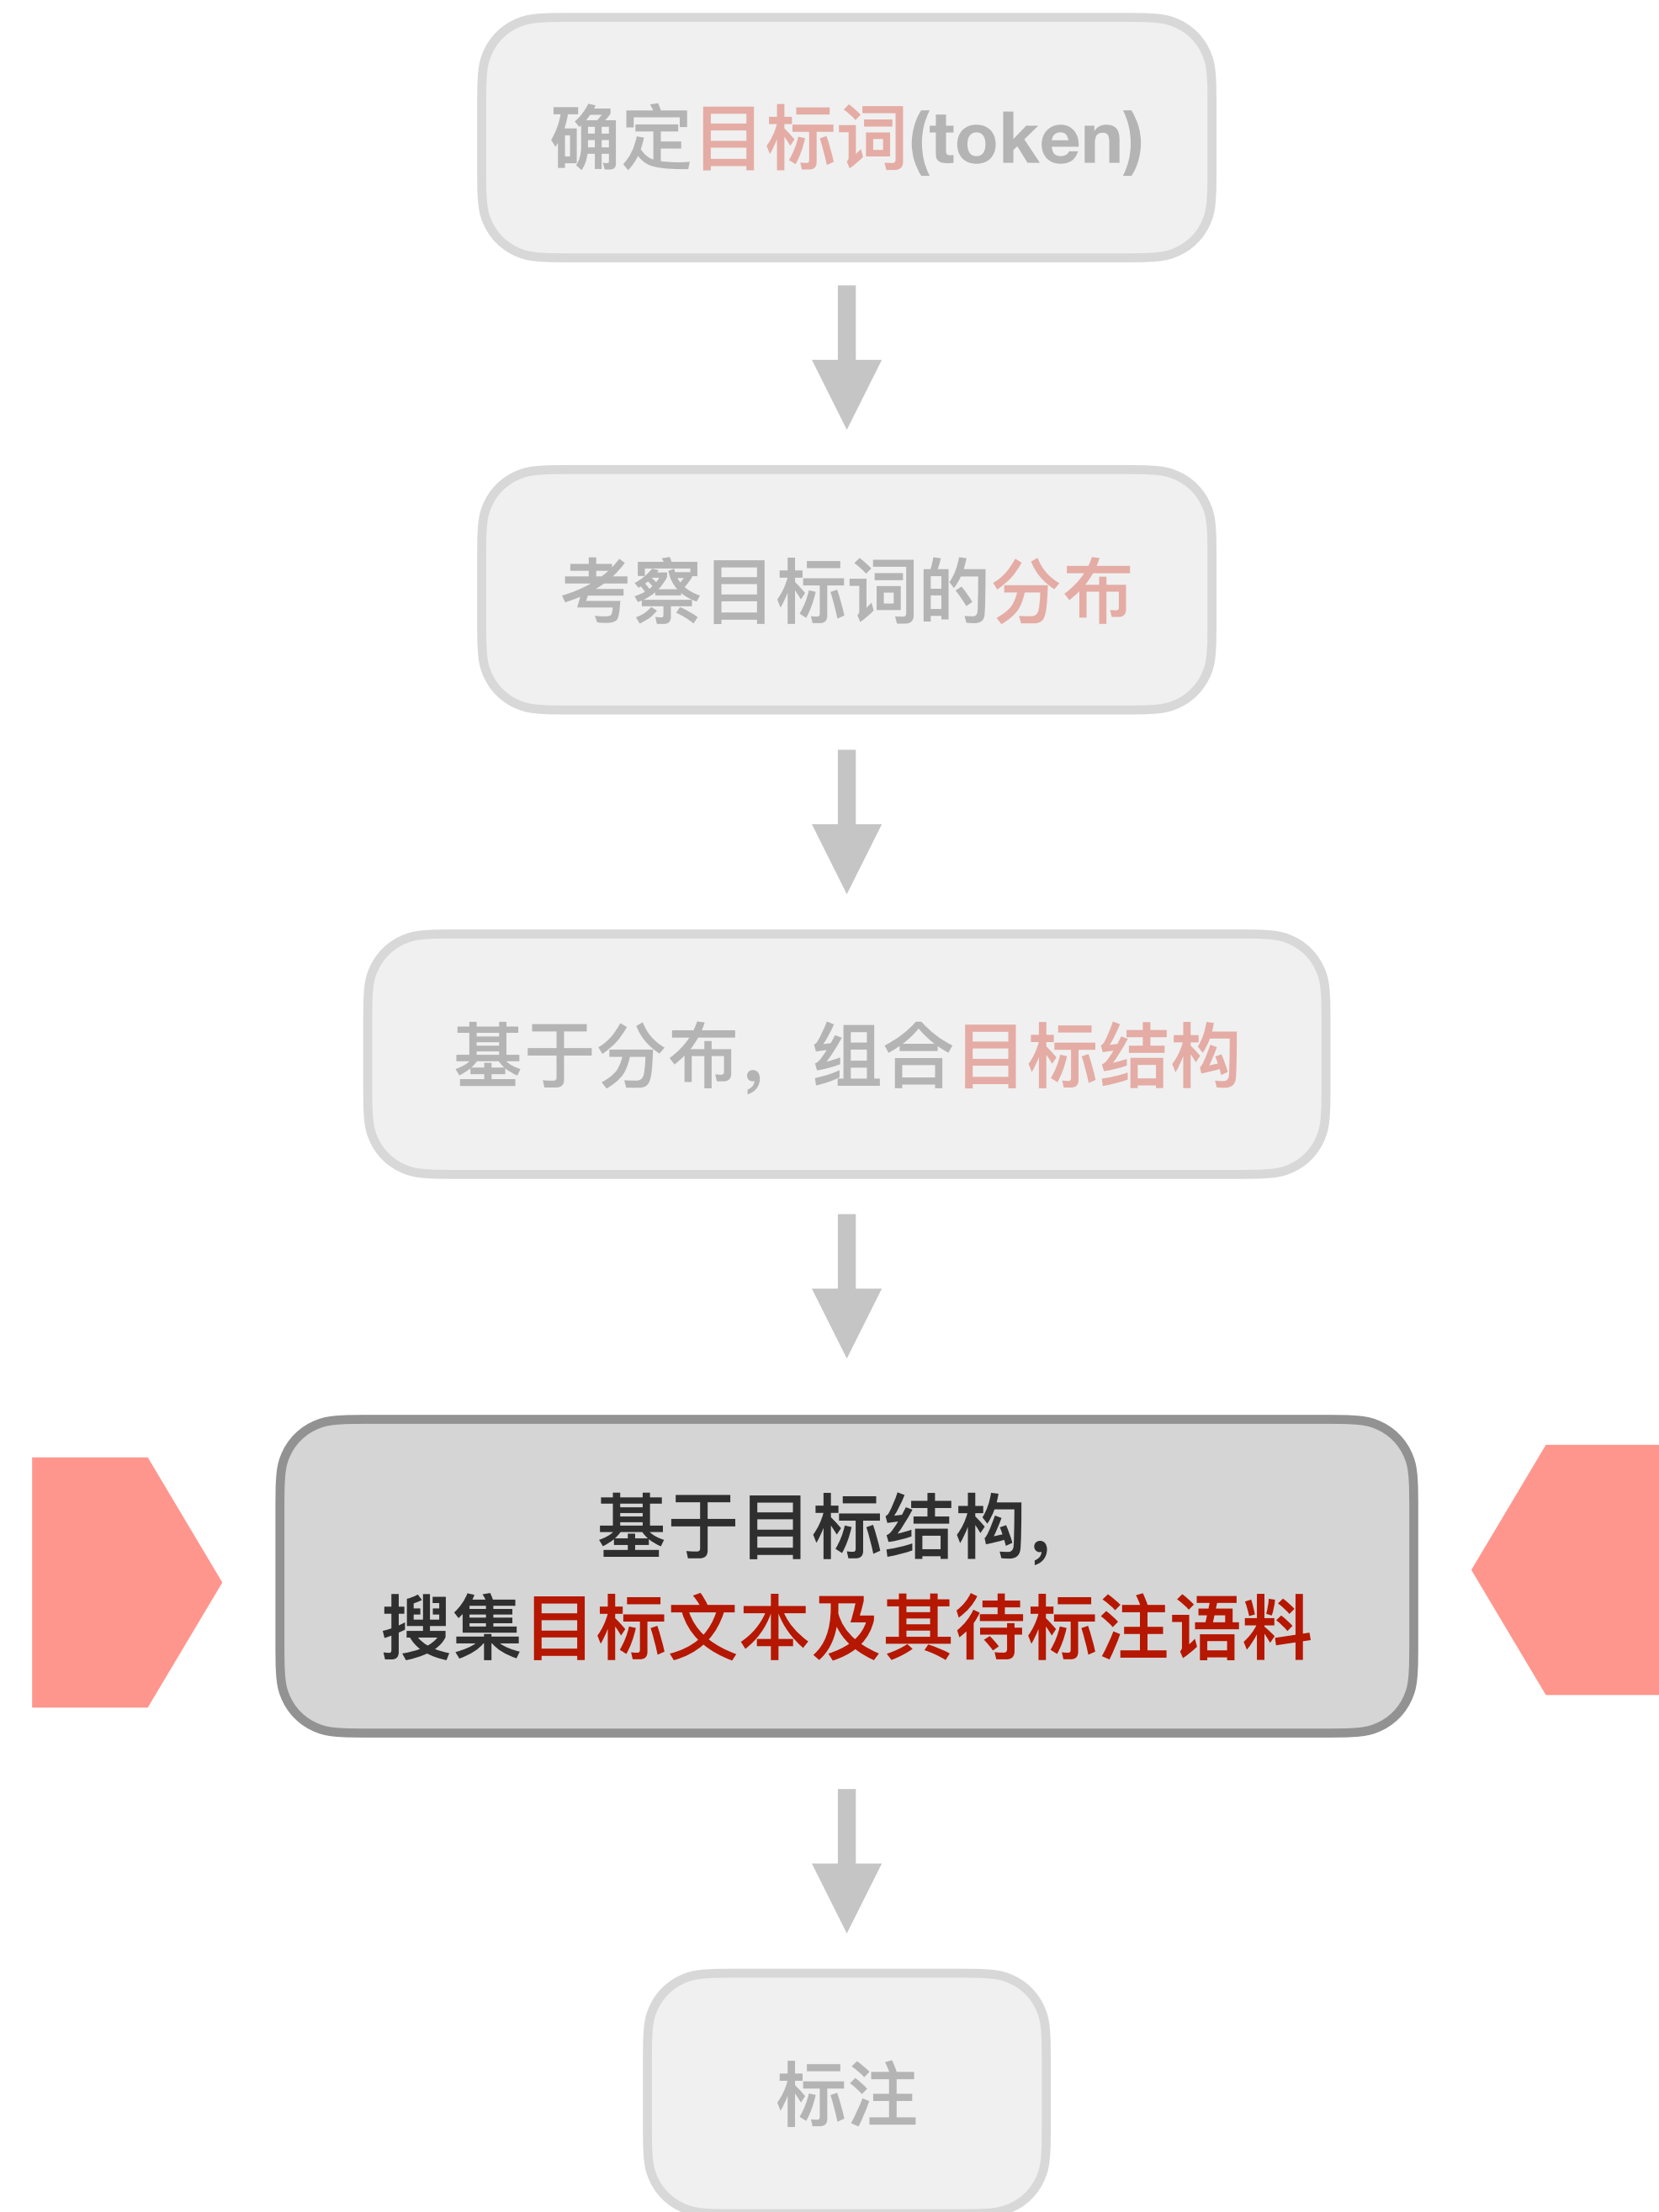 确定目标词(token)
考察目标词的分布
基于分布， 组合目标结构
基于目标结构，
搜集目标文本及其待标注语料
标注